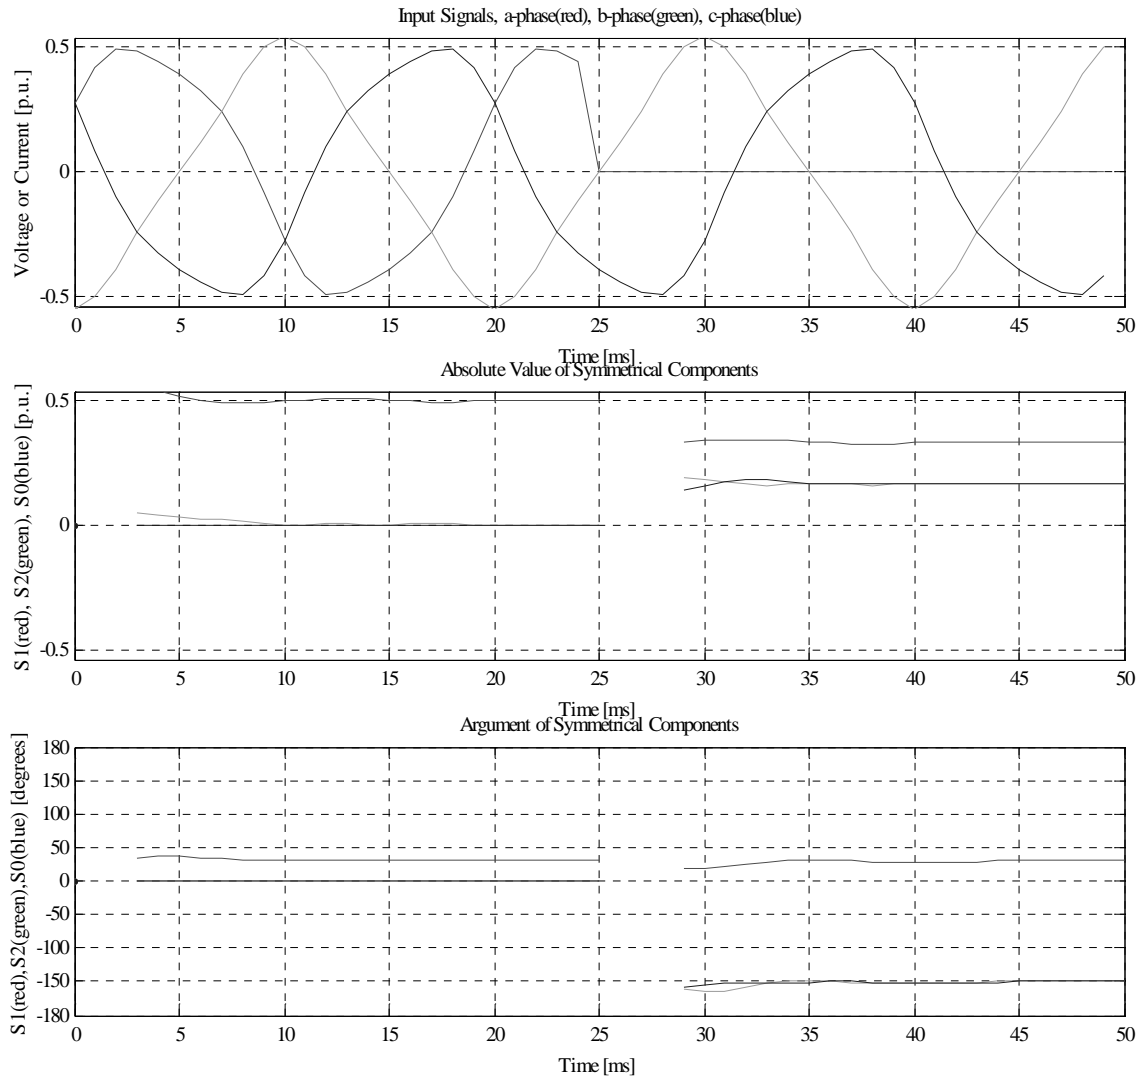 Input Signals, a-phase(red), b-phase(green), c-phase(blue)
Voltage or Current [p.u.]
0.5
0
-0.5
0 5 10 15 20 25 30 35 40 45 50
Time [ms]
Absolute Value of Symmetrical Components
S1(red), S2(green), S0(blue) [p.u.]
0.5
0
-0.5
0 5 10 15 20 25 30 35 40 45 50
Time [ms]
Argument of Symmetrical Components
S1(red),S2(green),S0(blue) [degrees]
180
150
100
50
0
-50
-100
-150
-180
0 5 10 15 20 25 30 35 40 45 50
Time [ms]